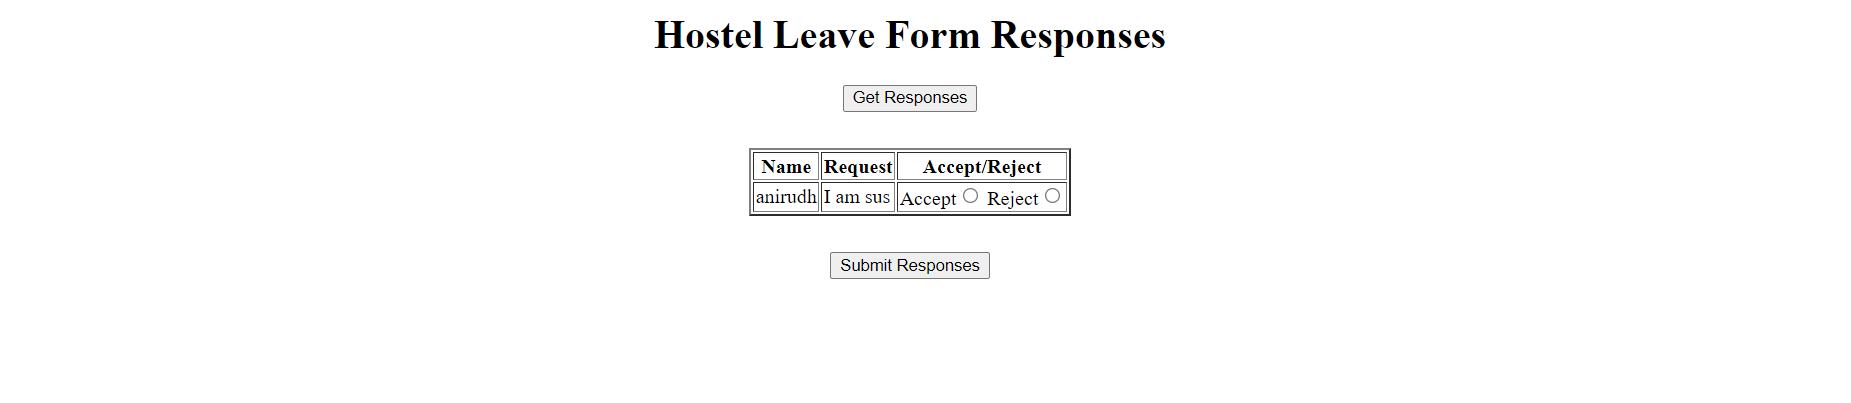 Hostel Leave Form Responses
Get Responses
Name Request Accept/Reject
anirudh I am sus Accept Reject
Submit Responses